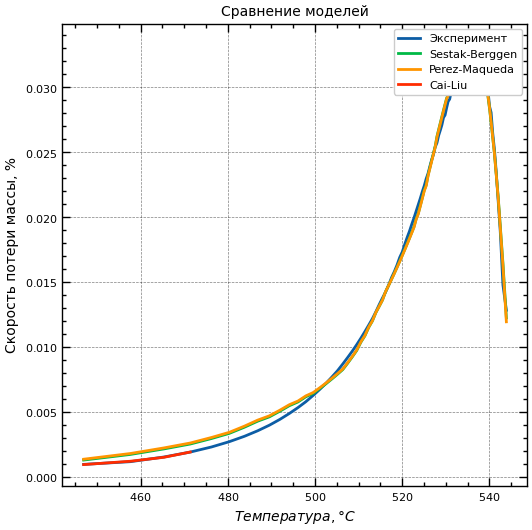 Сравнение моделей
Эксперимент
Sestak-Berggen
Perez-Maqueda
Cai-Liu
Скорость потери массы, %
0.030
0.025
0.020
0.015
0.010
0.005
0.000
460 480 500 520 540
Температура, °C